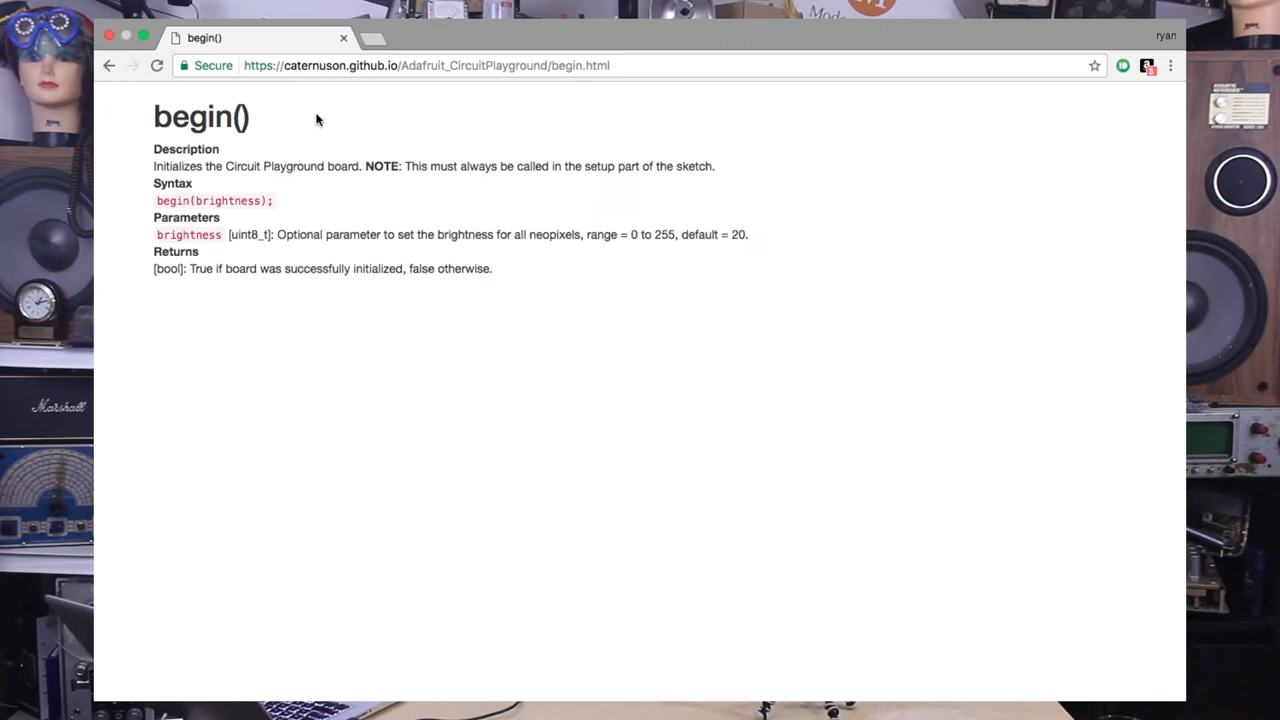 begin()
ryan
Secure
https://caternuson.github.io/Adafruit_CircuitPlayground/begin.html
3
begin()
Description
Initializes the Circuit Playground board. NOTE: This must always be called in the setup part of the sketch.
Syntax
begin(brightness);
Parameters
brightness [uint8_t]: Optional parameter to set the brightness for all neopixels, range = 0 to 255, default = 20.
Returns
[bool]: True if board was successfully initialized, false otherwise.
Marshall